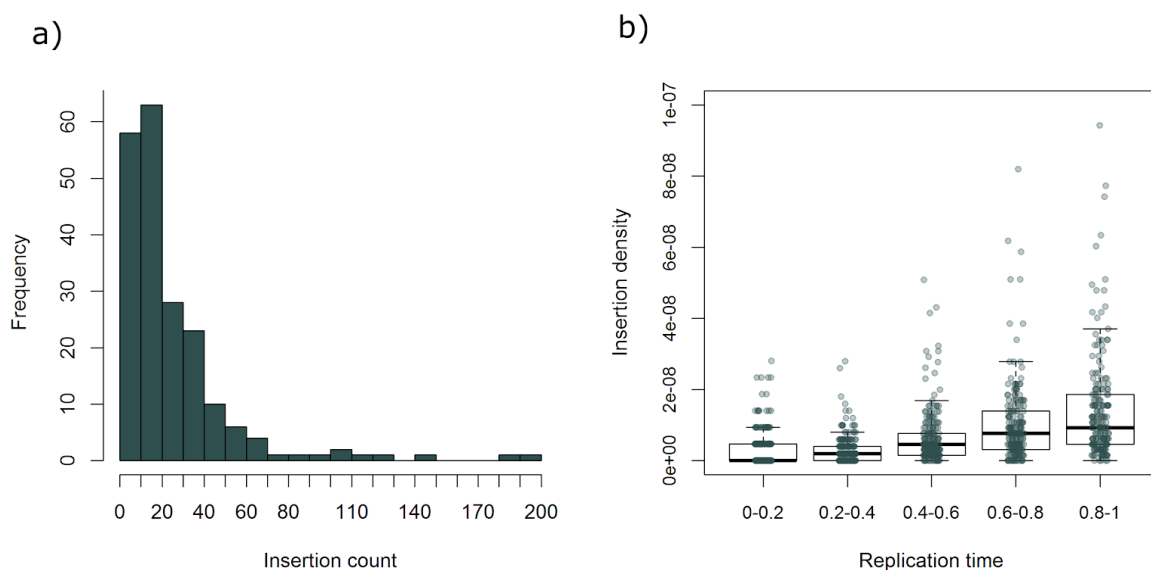 a)
Frequency
0 10 20 30 40 50 60
0 20 40 60 80 110 140 170 200
Insertion count
b)
Insertion density
0e+00 2e-08 4e-08 6e-08 8e-08 1e-07
0-0.2 0.2-0.4 0.4-0.6 0.6-0.8 0.8-1
Replication time